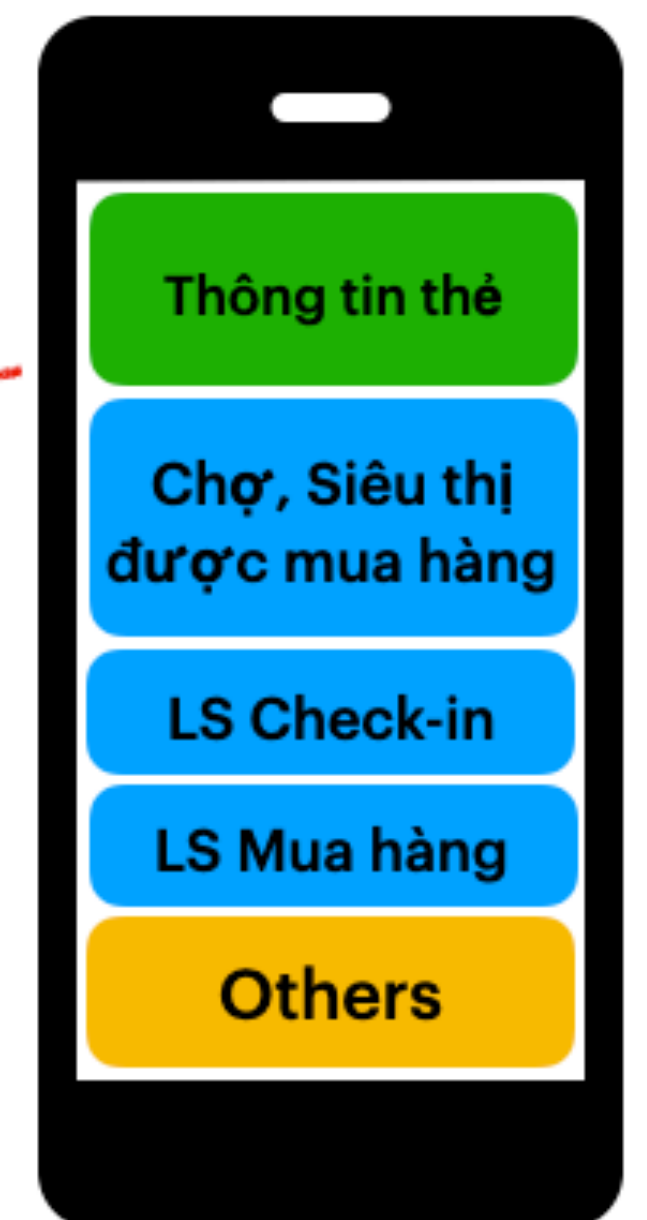 Thông tin thẻ
Chợ, Siêu thị
được mua hàng
LS Check-in
LS Mua hàng
Others